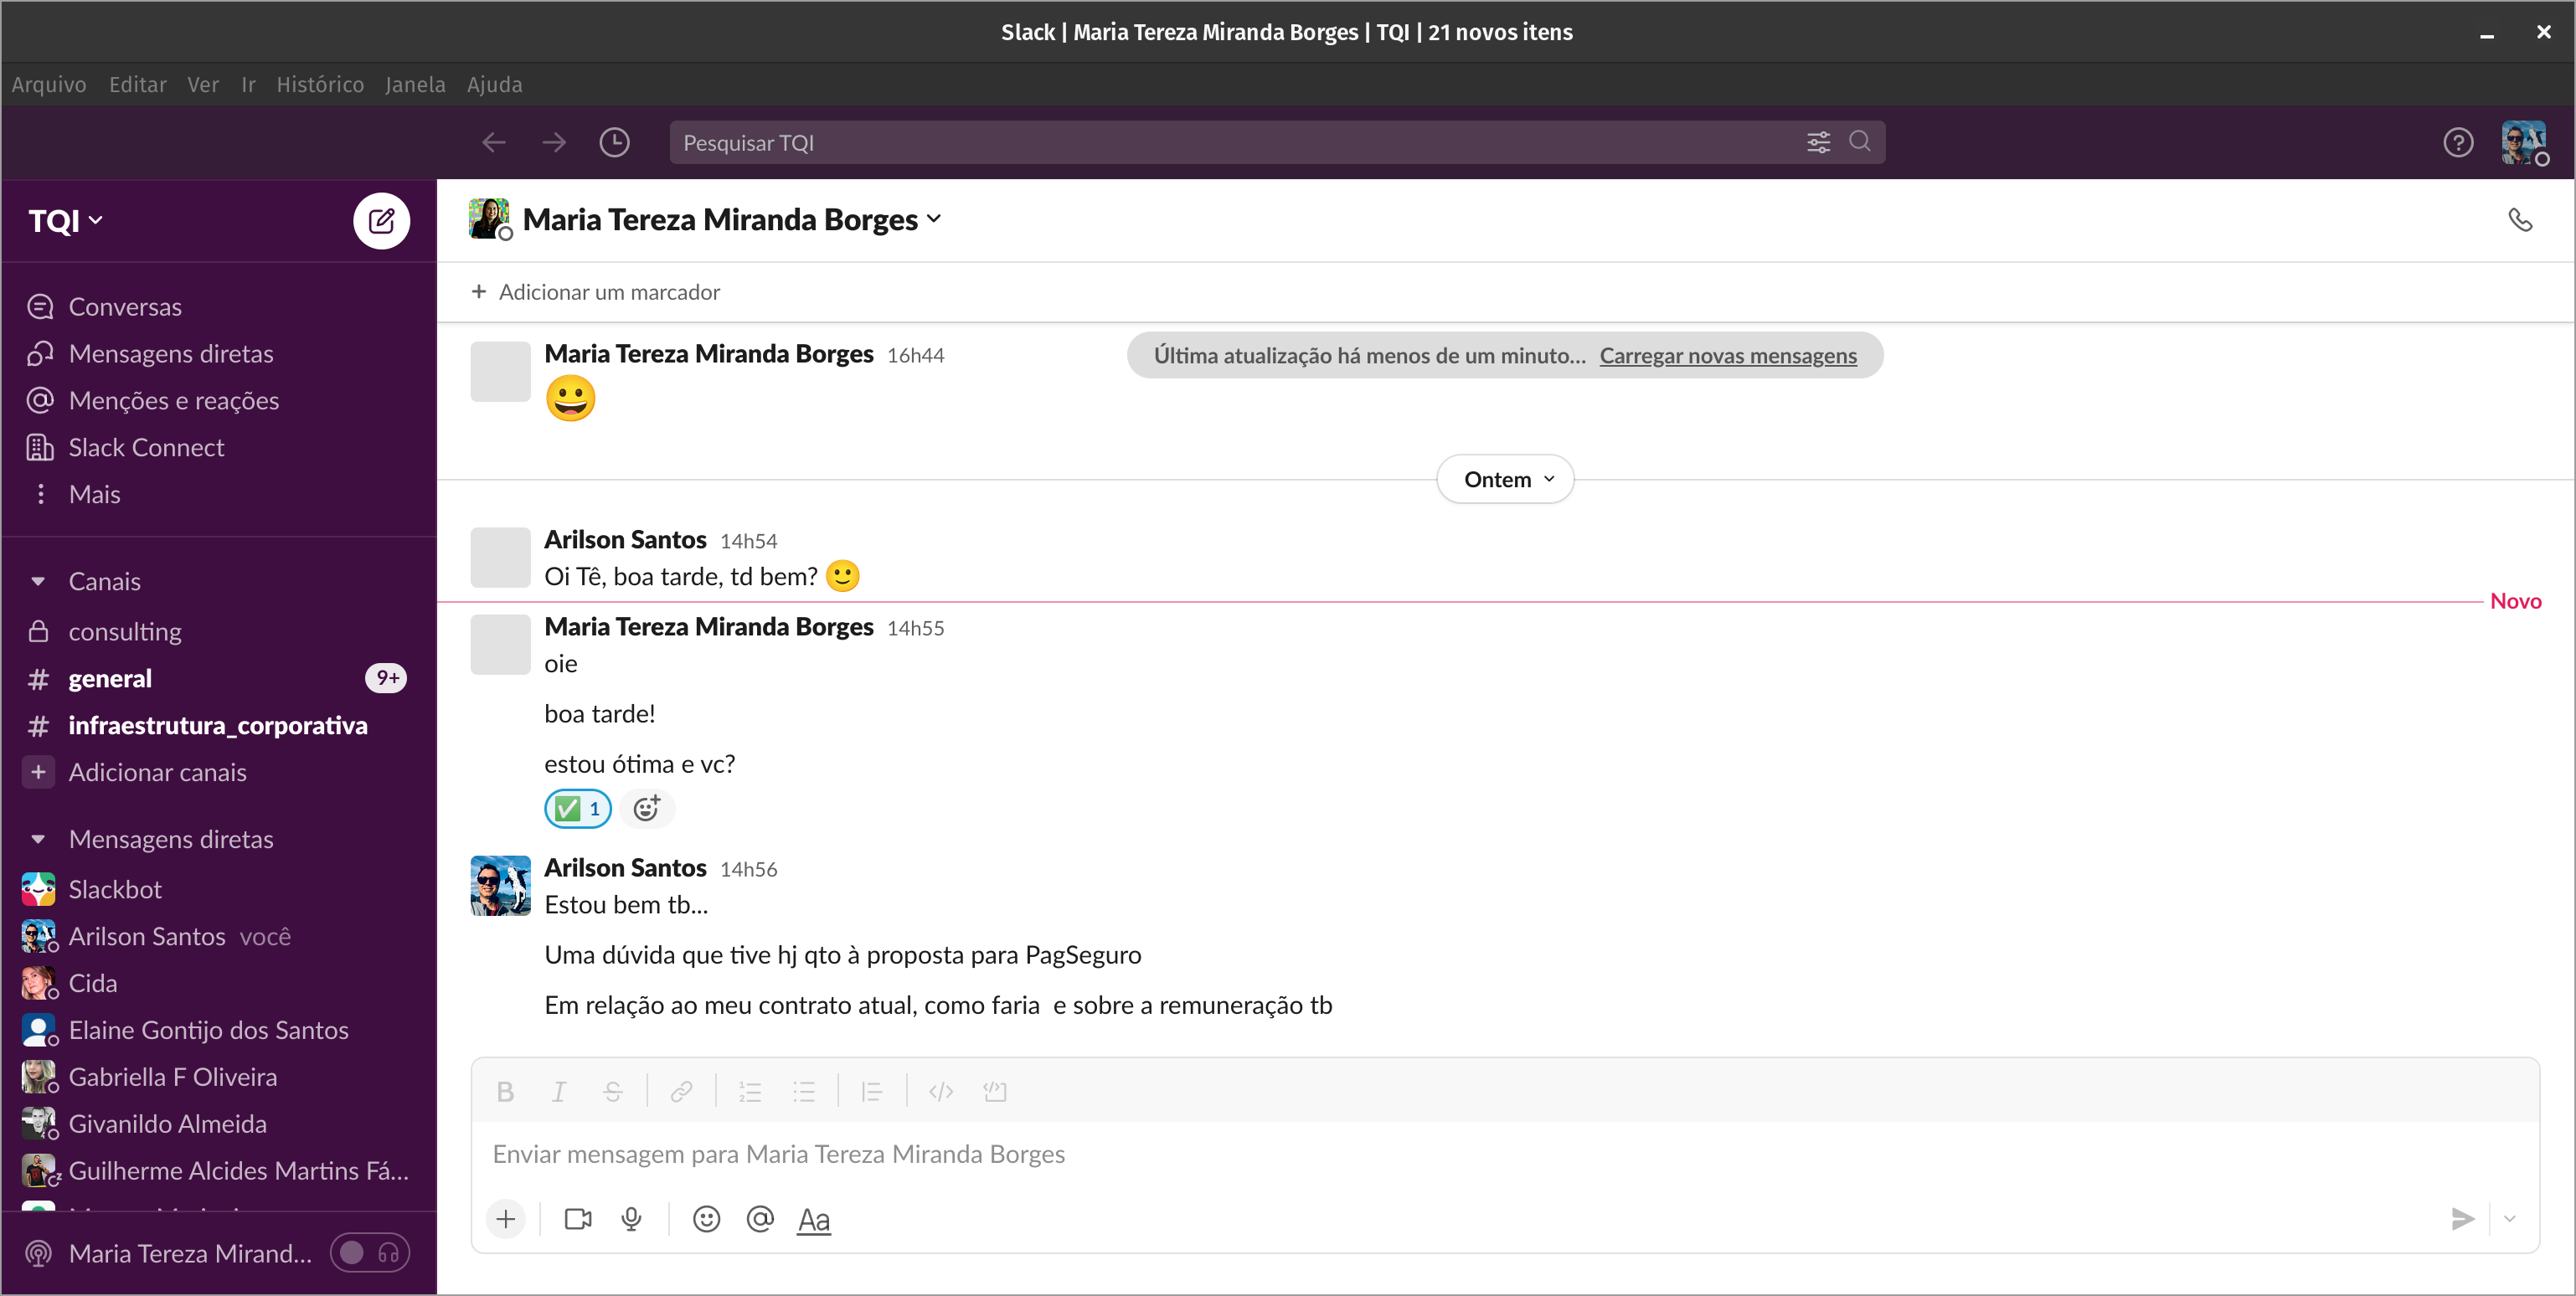 Slack | Maria Tereza Miranda Borges | TQI | 21 novos itens
Arquivo Editar Ver Ir Histórico Janela Ajuda
Pesquisar TQI
TQI
Conversas
Mensagens diretas
Menções e reações
Slack Connect
Mais
Canais
consulting
general 9+
infraestrutura_corporativa
Adicionar canais
Mensagens diretas
Slackbot
Arilson Santos você
Cida
Elaine Gontijo dos Santos
Gabriella F Oliveira
Givanildo Almeida
Guilherme Alcides Martins Fá...
Maria Tereza Mirand...
Maria Tereza Miranda Borges
+ Adicionar um marcador
Maria Tereza Miranda Borges 16h44
Última atualização há menos de um minuto... Carregar novas mensagens
Ontem
Arilson Santos 14h54
Oi Tê, boa tarde, td bem?
Novo
Maria Tereza Miranda Borges 14h55
oie
boa tarde!
estou ótima e vc?
1
Arilson Santos 14h56
Estou bem tb...
Uma dúvida que tive hj qto à proposta para PagSeguro
Em relação ao meu contrato atual, como faria e sobre a remuneração tb
B I S
Enviar mensagem para Maria Tereza Miranda Borges
Aa